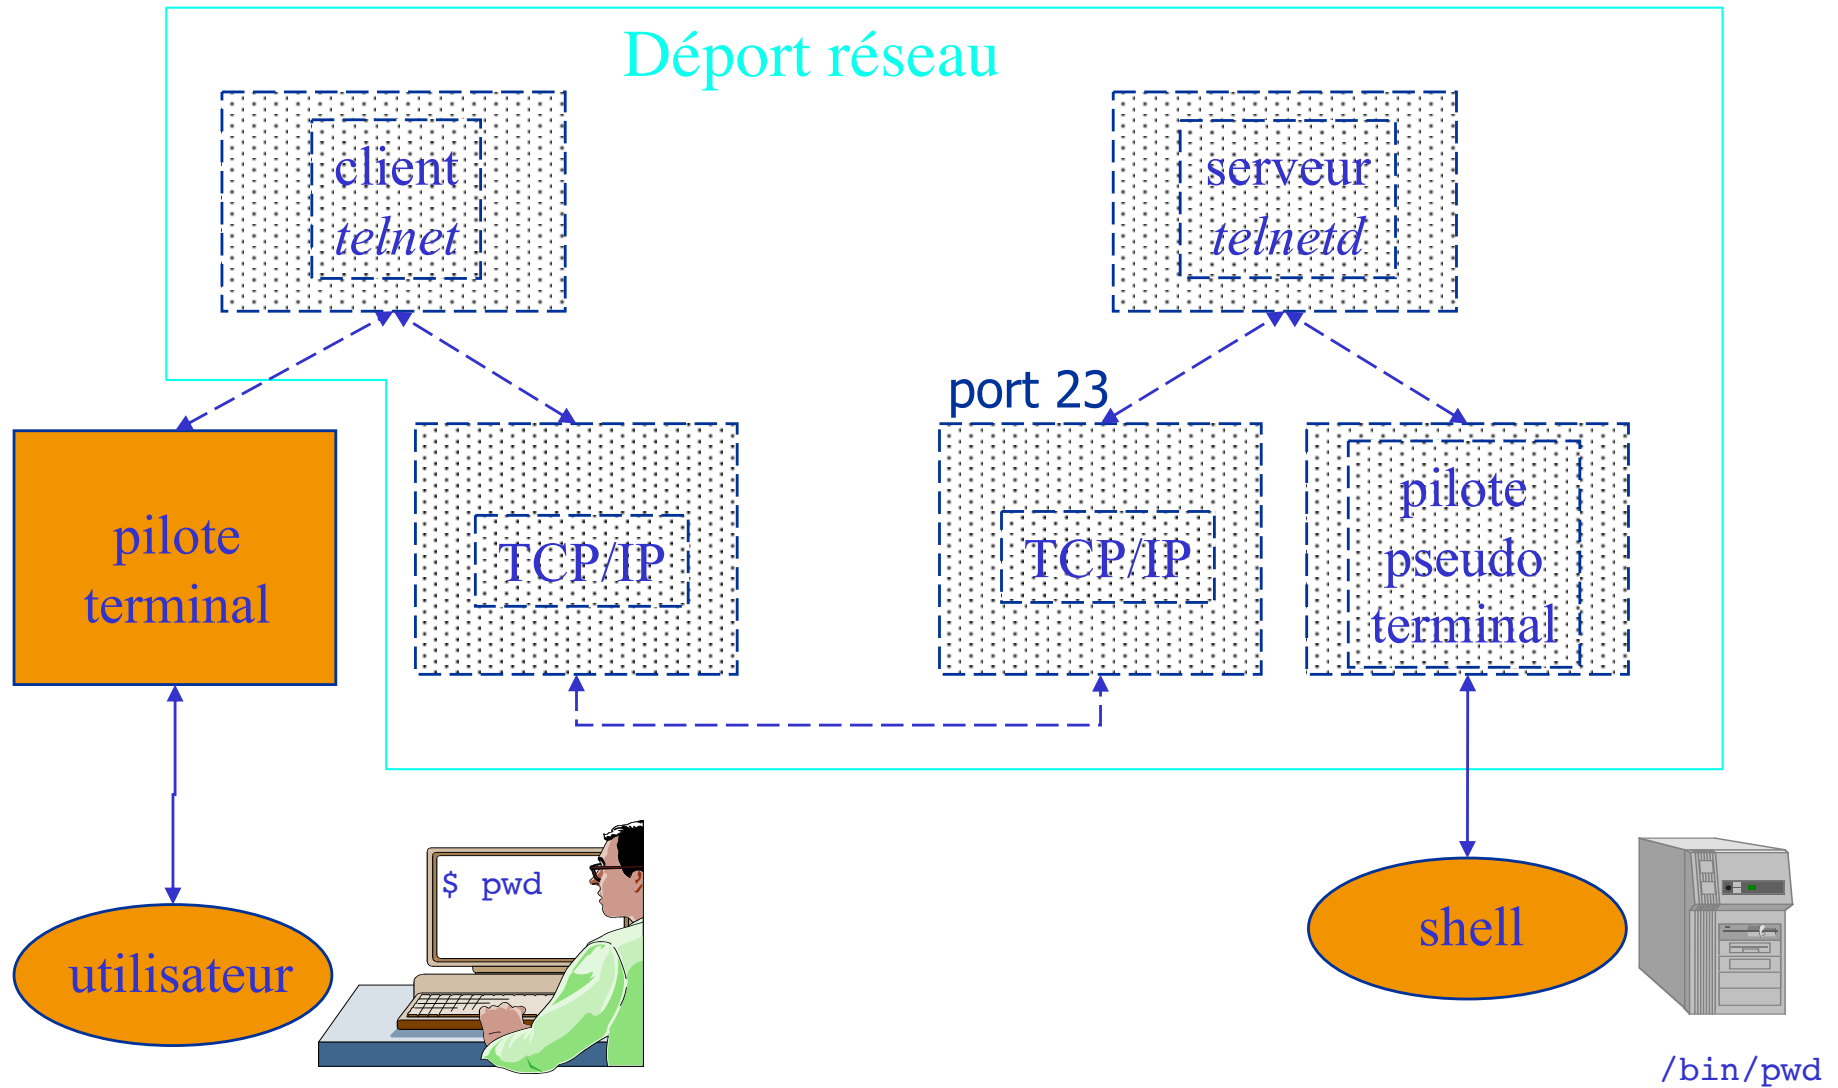 Déport réseau
client
telnet
serveur
telnetd
port 23
pilote
terminal
TCP/IP
TCP/IP
pilote
pseudo
terminal
$ pwd
utilisateur
shell
/bin/pwd